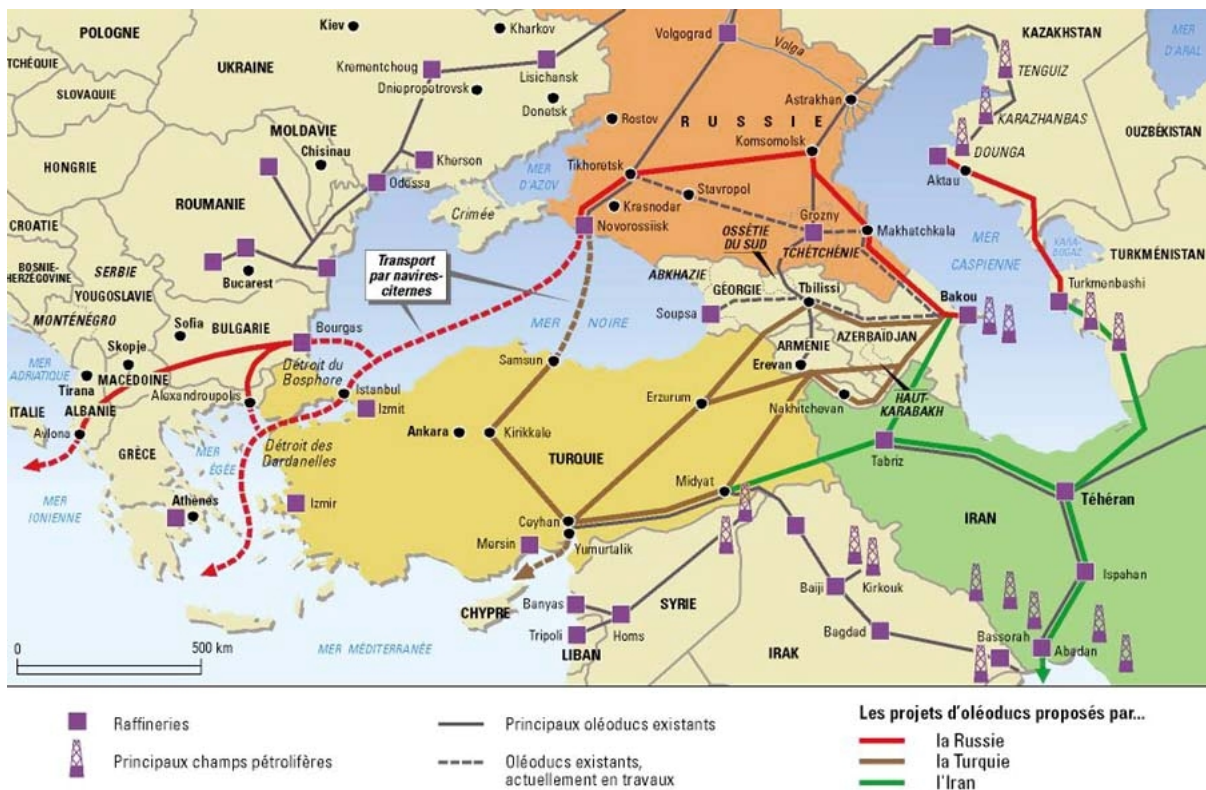 POLOGNE
Kiev
Kharkov
KAZAKHSTAN
MER
D'ARAL
TCHÉQUIE
UKRAINE
Krementchoug
Lisichansk
Volgograd
Volga
TENGUIZ
SLOVAQUIE
Dniepropetrovsk
Donetsk
Astrakhan
KARAZHANBAS
MOLDAVIE
Chisinau
Rostov
RUSSIE
OUZBÉKISTAN
HONGRIE
Kherson
Odessa
MER
D'AZOV
Tikhoretsk
Komsomolsk
DOUNGA
Aktau
ROUMANIE
Crimée
Krasnodar
Stavropol
Novorossiisk
Grozny
CROATIE
OSSÉTIE
DU SUD
TCHÉTCHÉNIE
Makhatchkala
MER
CASPIENNE
KARA-
BOGAZ
TURKMÉNISTAN
BOSNIE-
HERZÉGOVINE
SERBIE
YOUGOSLAVIE
Bucarest
Transport
par navires-
citernes
ABKHAZIE
GÉORGIE
Tbilissi
Bakou
Turkmenbashi
MONTÉNÉGRO
Sofia
BULGARIE
Bourgas
MER NOIRE
Soupsa
AZERBAÏDJAN
ARMÉNIE
Skopje
MER
ADRIATIQUE
MACÉDOINE
Tirana
Détroit du
Bosphore
Samsun
Erevan
ITALIE
ALBANIE
Alexandroupolis
Istanbul
Izmit
Erzurum
Nakhitchevan
HAUT-
KARABAKH
Avlona
Détroit des
Dardanelles
Ankara
Kirikkale
GRÈCE
MER
ÉGÉE
TURQUIE
Tabriz
MER
IONIENNE
Athènes
Izmir
Midyat
Téhéran
Ceyhan
IRAN
Mersin
Yumurtalik
CHYPRE
Banyas
SYRIE
Baiji
Kirkouk
Ispahan
Tripoli
Homs
Bagdad
Bassorah
Abadan
0
500 km
MER MÉDITERRANÉE
LIBAN
IRAK
Raffineries
Principaux champs pétrolifères
Principaux oléoducs existants
Oléoducs existants,
actuellement en travaux
Les projets d'oléoducs proposés par...
la Russie
la Turquie
l'Iran